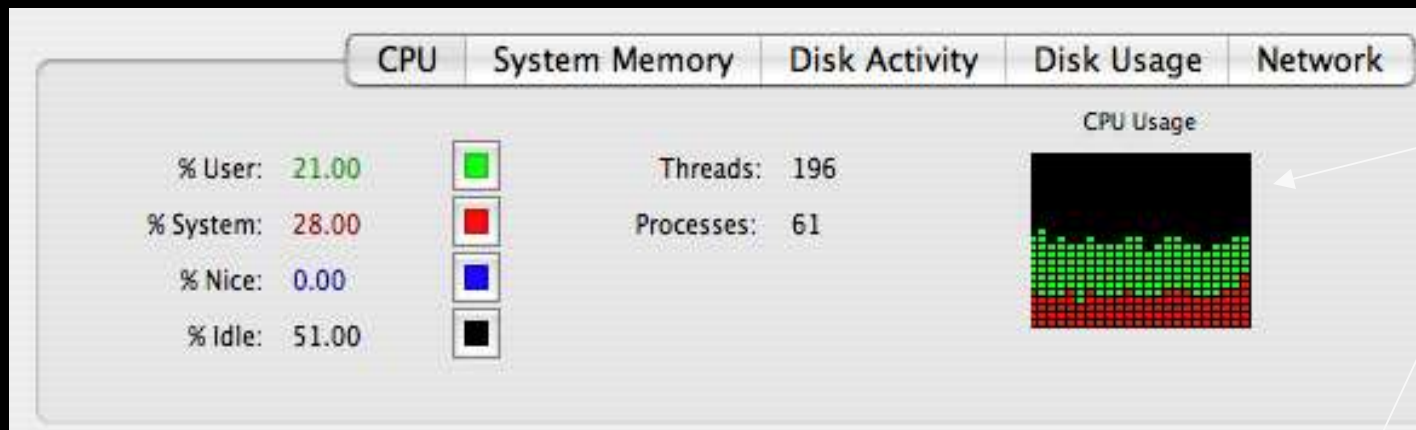 CPU System Memory Disk Activity Disk Usage Network
CPU Usage
% User: 21.00 Threads: 196
% System: 28.00 Processes: 61
% Nice: 0.00
% Idle: 51.00